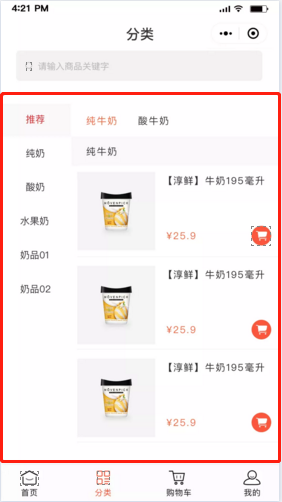 4:21 PM
分类
请输入商品关键字
推荐
纯奶
酸奶
水果奶
奶品01
奶品02
纯牛奶 酸牛奶
纯牛奶
【淳鲜】牛奶195毫升
¥25.9
【淳鲜】牛奶195毫升
¥25.9
【淳鲜】牛奶195毫升
¥25.9
首页 分类 购物车 我的